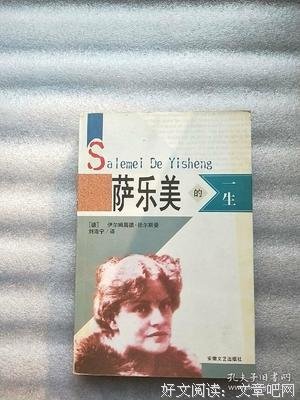 Salemei De Yisheng
萨乐美的
一生
[德] 伊尔姆嘉德·徐尔斯曼
刘海宁/译
安徽文艺出版社
孔夫子旧书网
好文阅读:文章吧网